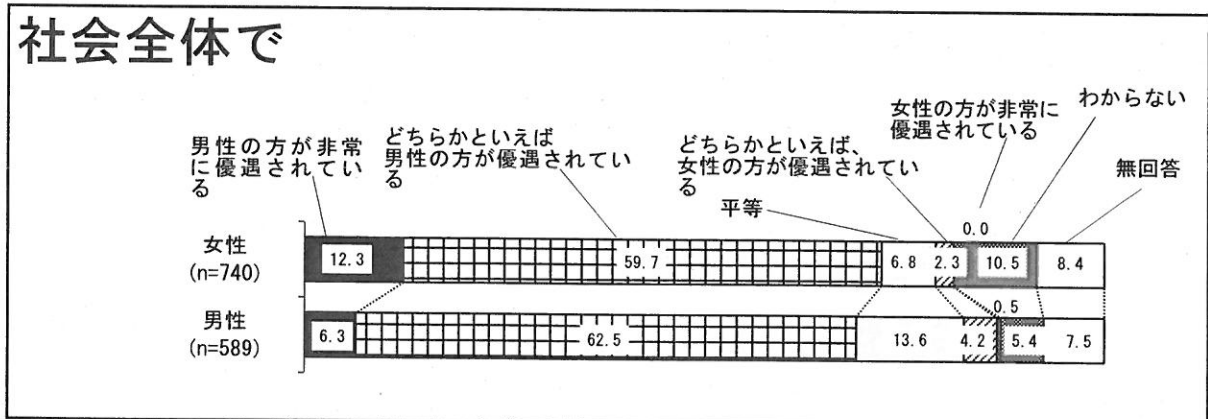 社会全体で
男性の方が非常
に優遇されてい
る
どちらかといえば
男性の方が優遇されてい
る
どちらかといえば、
女性の方が優遇されてい
る
平等
女性の方が非常に
優遇されている
わからない
無回答
0.0
女性
(n=740)
12.3
59.7
6.8
2.3
10.5
8.4
0.5
男性
(n=589)
6.3
62.5
13.6
4.2
5.4
7.5